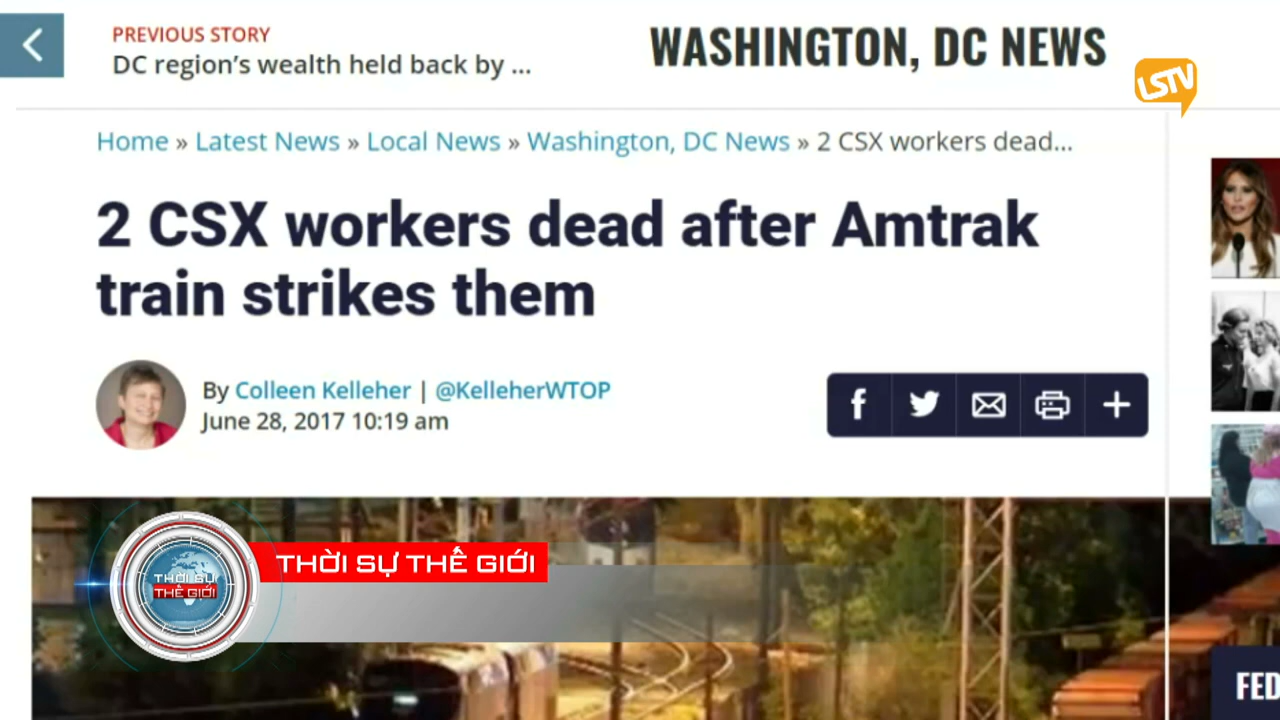 PREVIOUS STORY
DC region's wealth held back by ...
WASHINGTON, DC NEWS
LSTV
Home » Latest News » Local News » Washington, DC News » 2 CSX workers dead...
2 CSX workers dead after Amtrak
train strikes them
By Colleen Kelleher | @KelleherWTOP
June 28, 2017 10:19 am
THỜI SỰ THẾ GIỚI
THỜI SỰ
THẾ GIỚI
FED